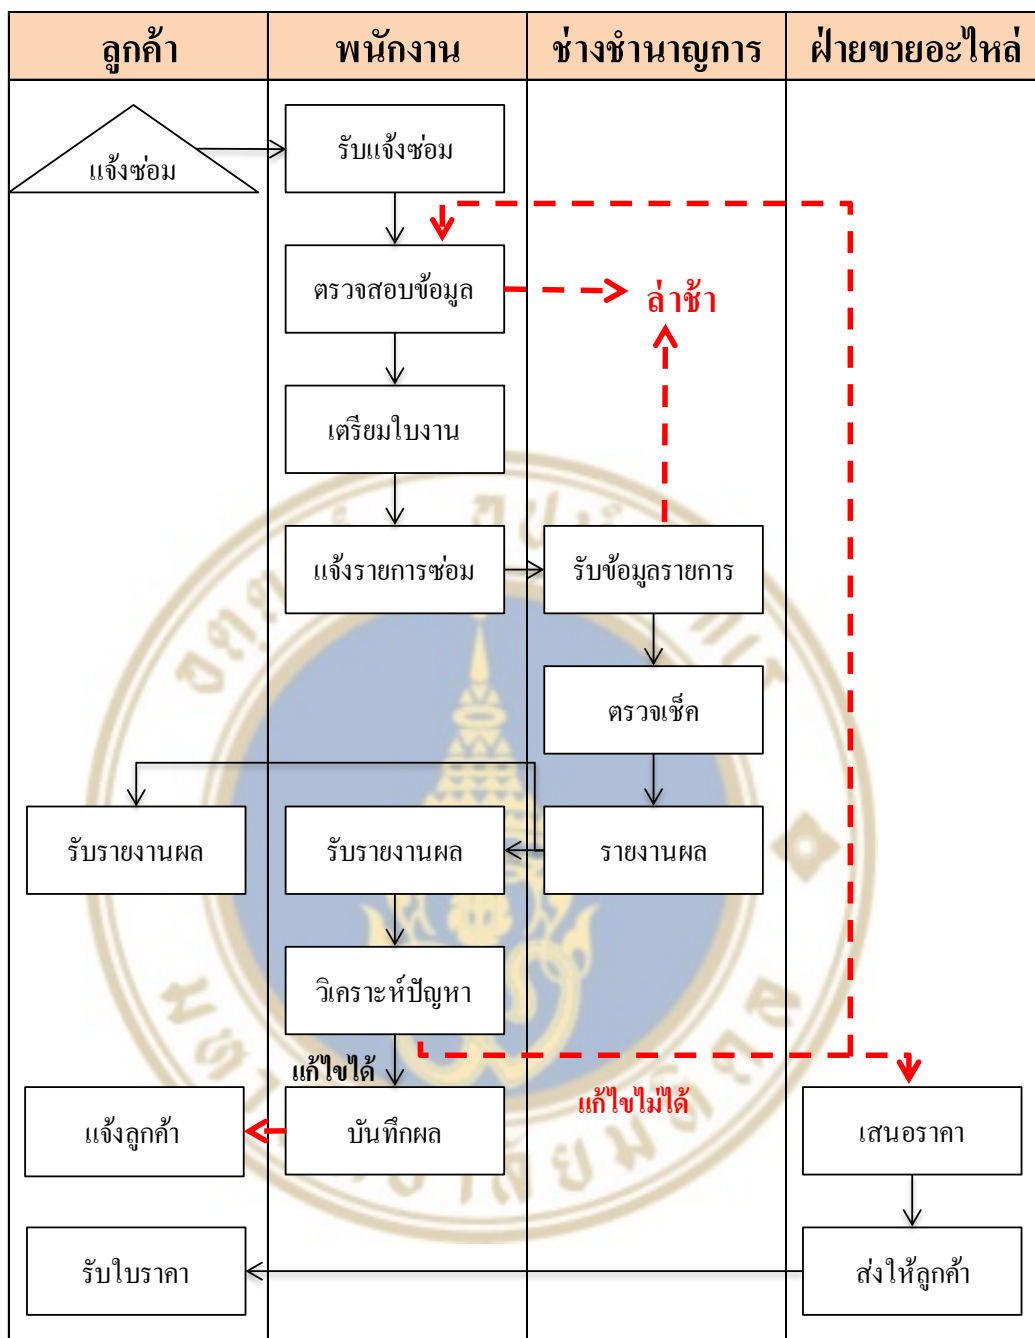 ลูกค้า
พนักงาน
ช่างชำนาญการ
ฝ่ายขายอะไหล่
แจ้งซ่อม
รับแจ้งซ่อม
ตรวจสอบข้อมูล
ล่าช้า
เตรียมใบงาน
แจ้งรายการซ่อม
รับข้อมูลรายการ
ตรวจเช็ค
รับรายงานผล
รับรายงานผล
รายงานผล
วิเคราะห์ปัญหา
แก้ไขได้
แก้ไขไม่ได้
แจ้งลูกค้า
บันทึกผล
เสนอราคา
รับใบราคา
ส่งให้ลูกค้า